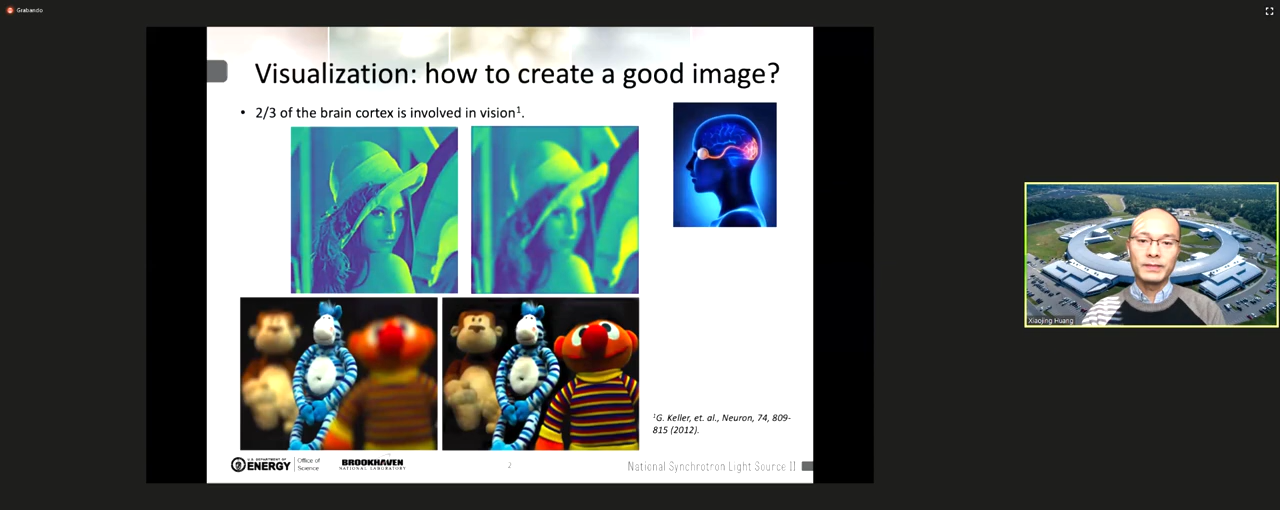 Grabando
Visualization: how to create a good image?
• 2/3 of the brain cortex is involved in vision¹.
¹G. Keller, et. al., Neuron, 74, 809-
815 (2012).
U.S. DEPARTMENT OF
ENERGY
Office of
Science
BROOKHAVEN
NATIONAL LABORATORY
2
National Synchrotron Light Source II
Xiaojing Huang